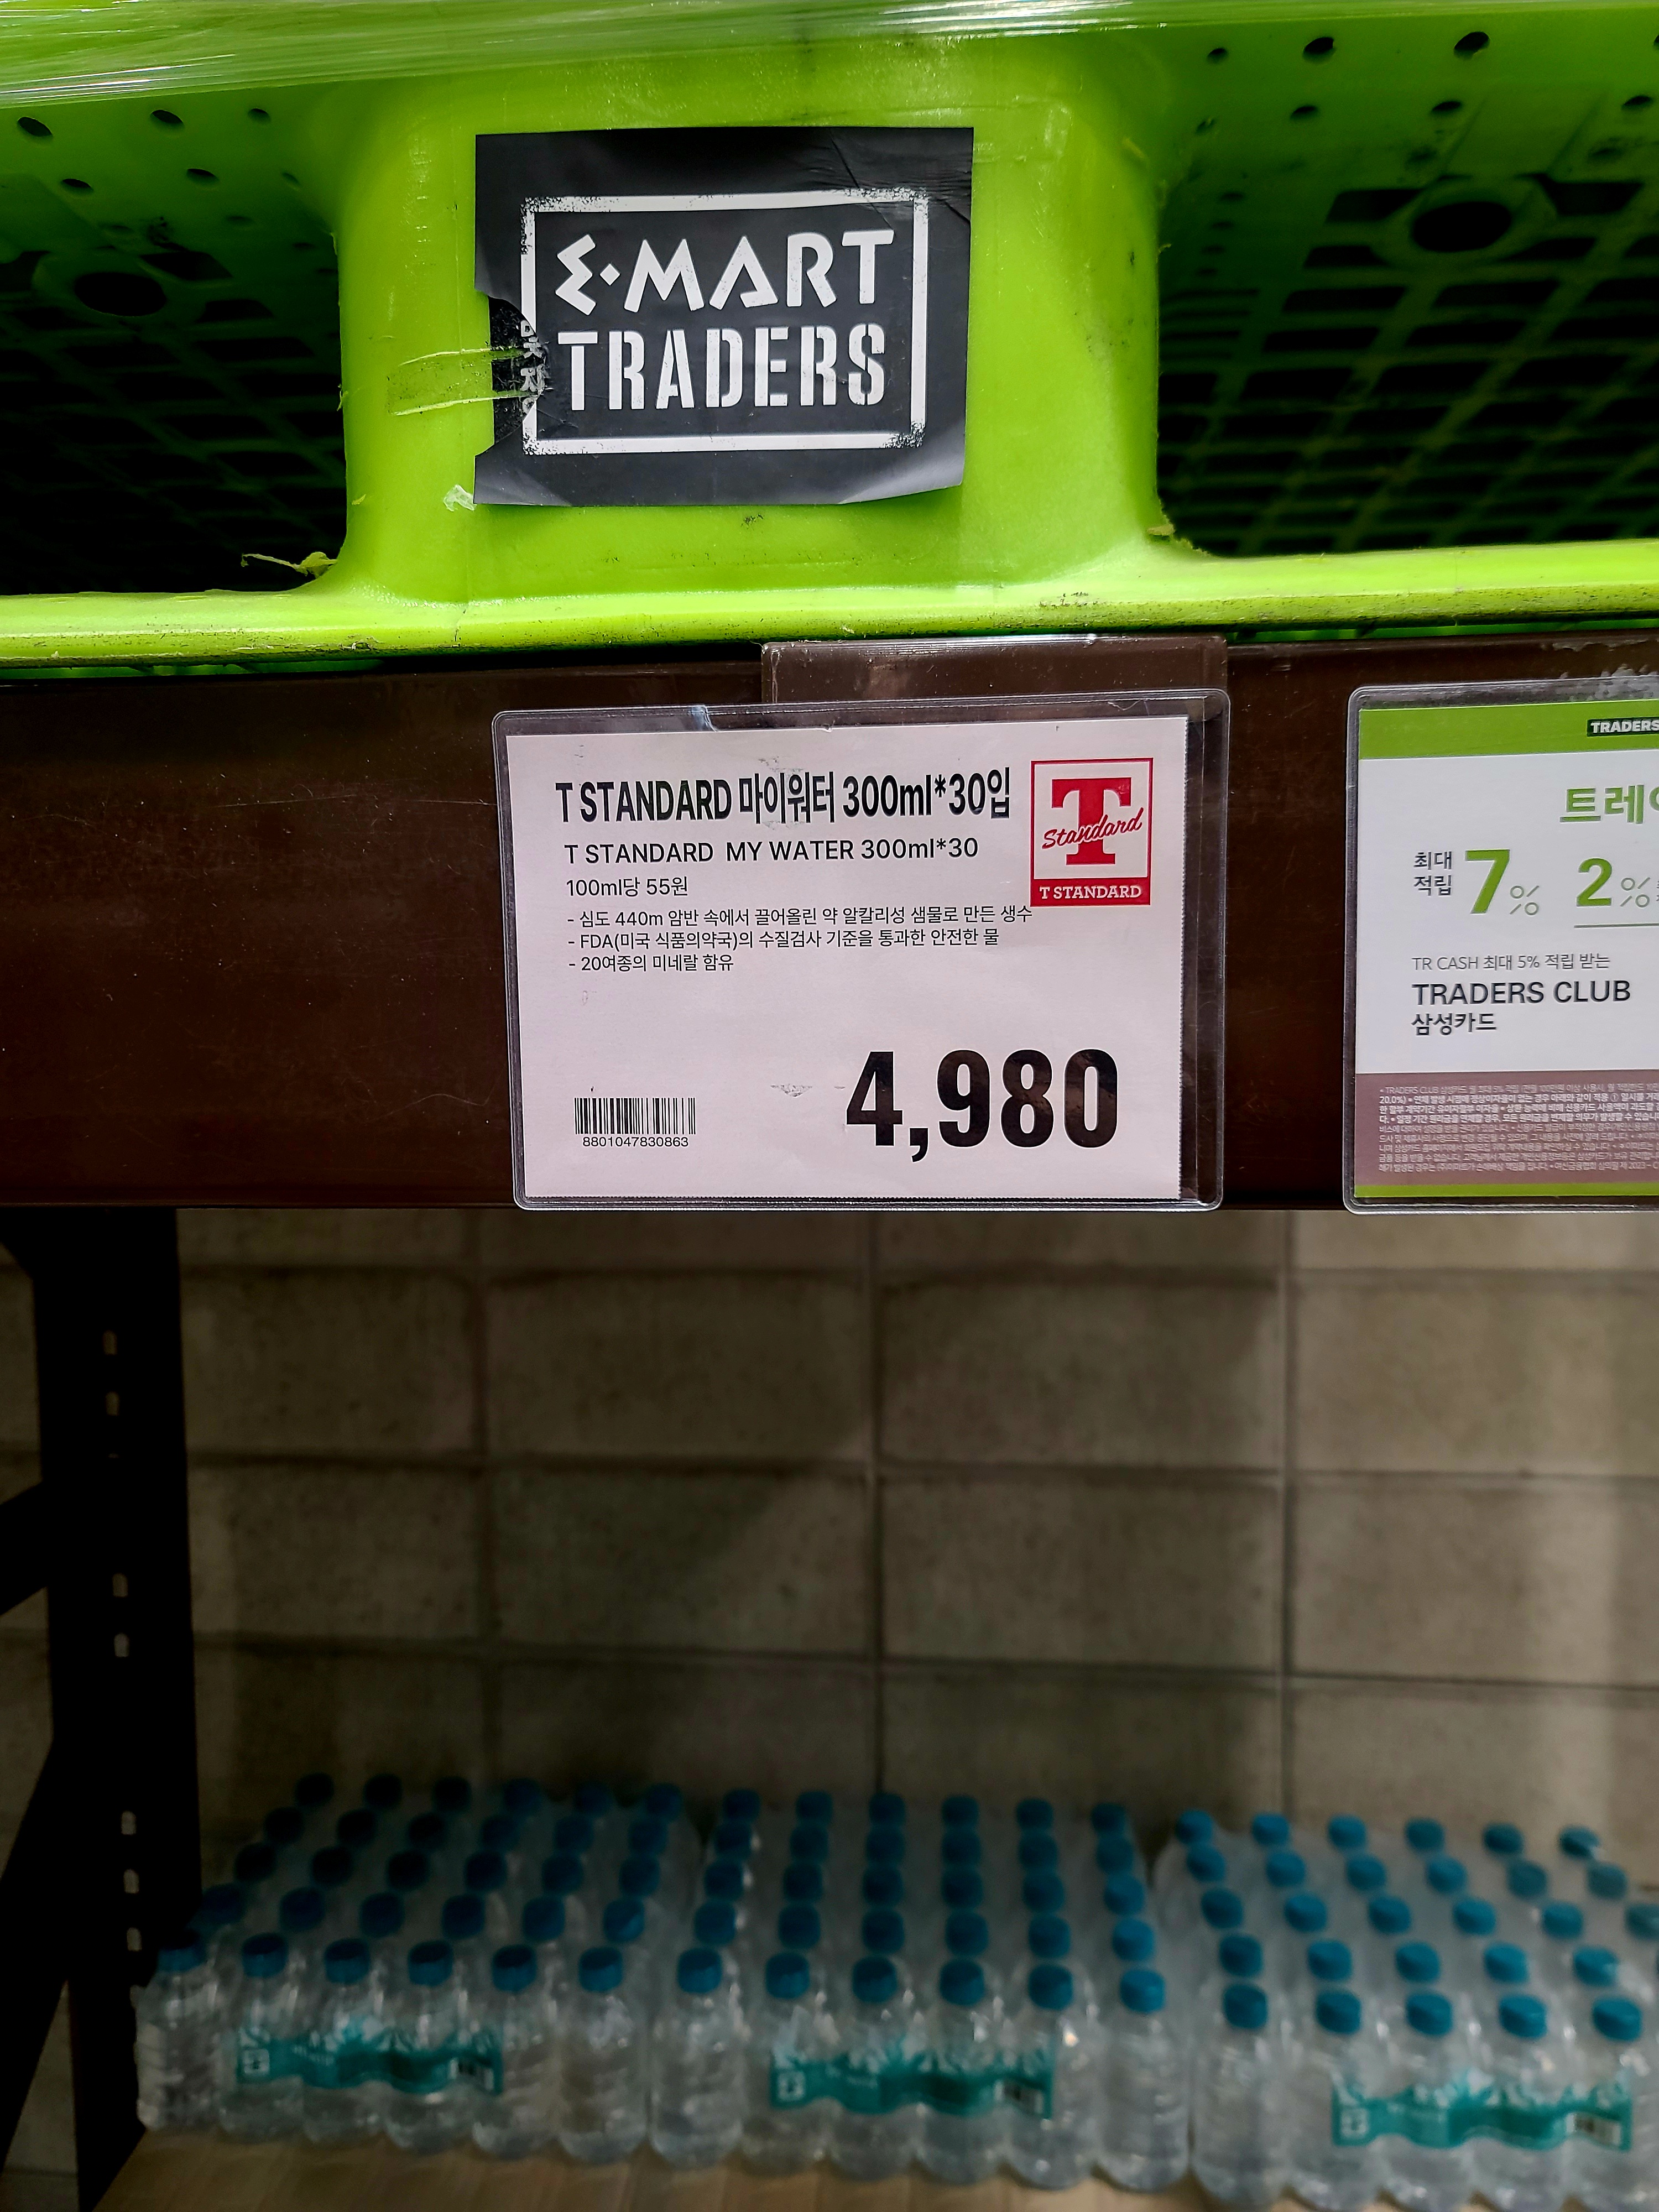 E·MART
TRADERS
T STANDARD 마이워터 300ml*30입
T STANDARD MY WATER 300ml*30
100ml당 55원
- 심도 440m 암반 속에서 끌어올린 약 알칼리성 샘물로 만든 생수
- FDA(미국 식품의약국)의 수질검사 기준을 통과한 안전한 물
- 20여종의 미네랄 함유
T
Standard
T STANDARD
4,980
8801047830863
TRADERS
최대
적립
7%
2%
TR CASH 최대 5% 적립 받는
TRADERS CLUB
삼성카드